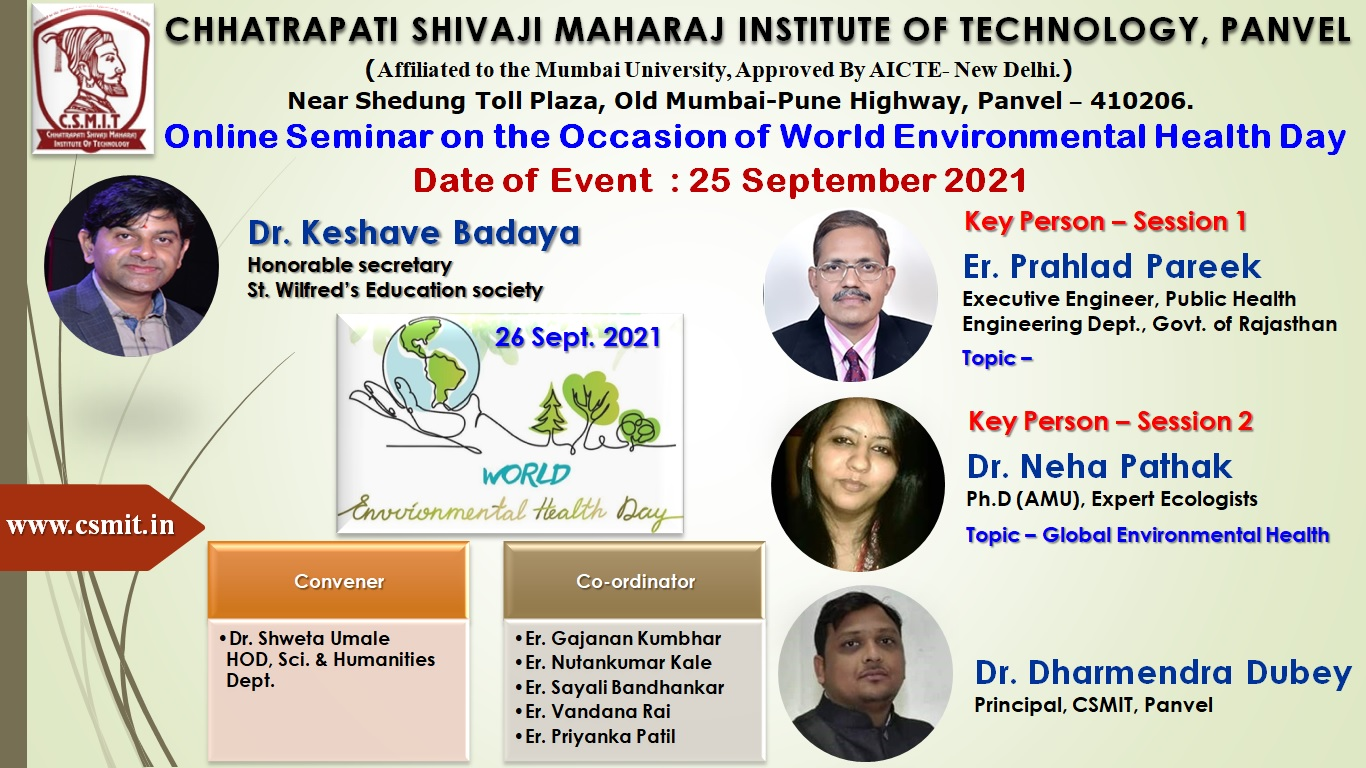 CHHATRAPATI SHIVAJI MAHARAJ INSTITUTE OF TECHNOLOGY, PANVEL
(Affiliated to the Mumbai University, Approved By AICTE- New Delhi.)
Near Shedung Toll Plaza, Old Mumbai-Pune Highway, Panvel – 410206.
C.S.M.I.T
CHHATRAPATI SHIVAJI MAHARAJ
INSTITUTE OF TECHNOLOGY
Online Seminar on the Occasion of World Environmental Health Day
Date of Event : 25 September 2021
Dr. Keshave Badaya
Honorable secretary
St. Wilfred's Education society
26 Sept. 2021
WORLD
Environmental Health Day
Key Person – Session 1
Er. Prahlad Pareek
Executive Engineer, Public Health
Engineering Dept., Govt. of Rajasthan
Topic –
Key Person – Session 2
Dr. Neha Pathak
Ph.D (AMU), Expert Ecologists
Topic – Global Environmental Health
www.csmit.in
Convener
•Dr. Shweta Umale
HOD, Sci. & Humanities
Dept.
Co-ordinator
•Er. Gajanan Kumbhar
•Er. Nutankumar Kale
•Er. Sayali Bandhankar
•Er. Vandana Rai
•Er. Priyanka Patil
Dr. Dharmendra Dubey
Principal, CSMIT, Panvel